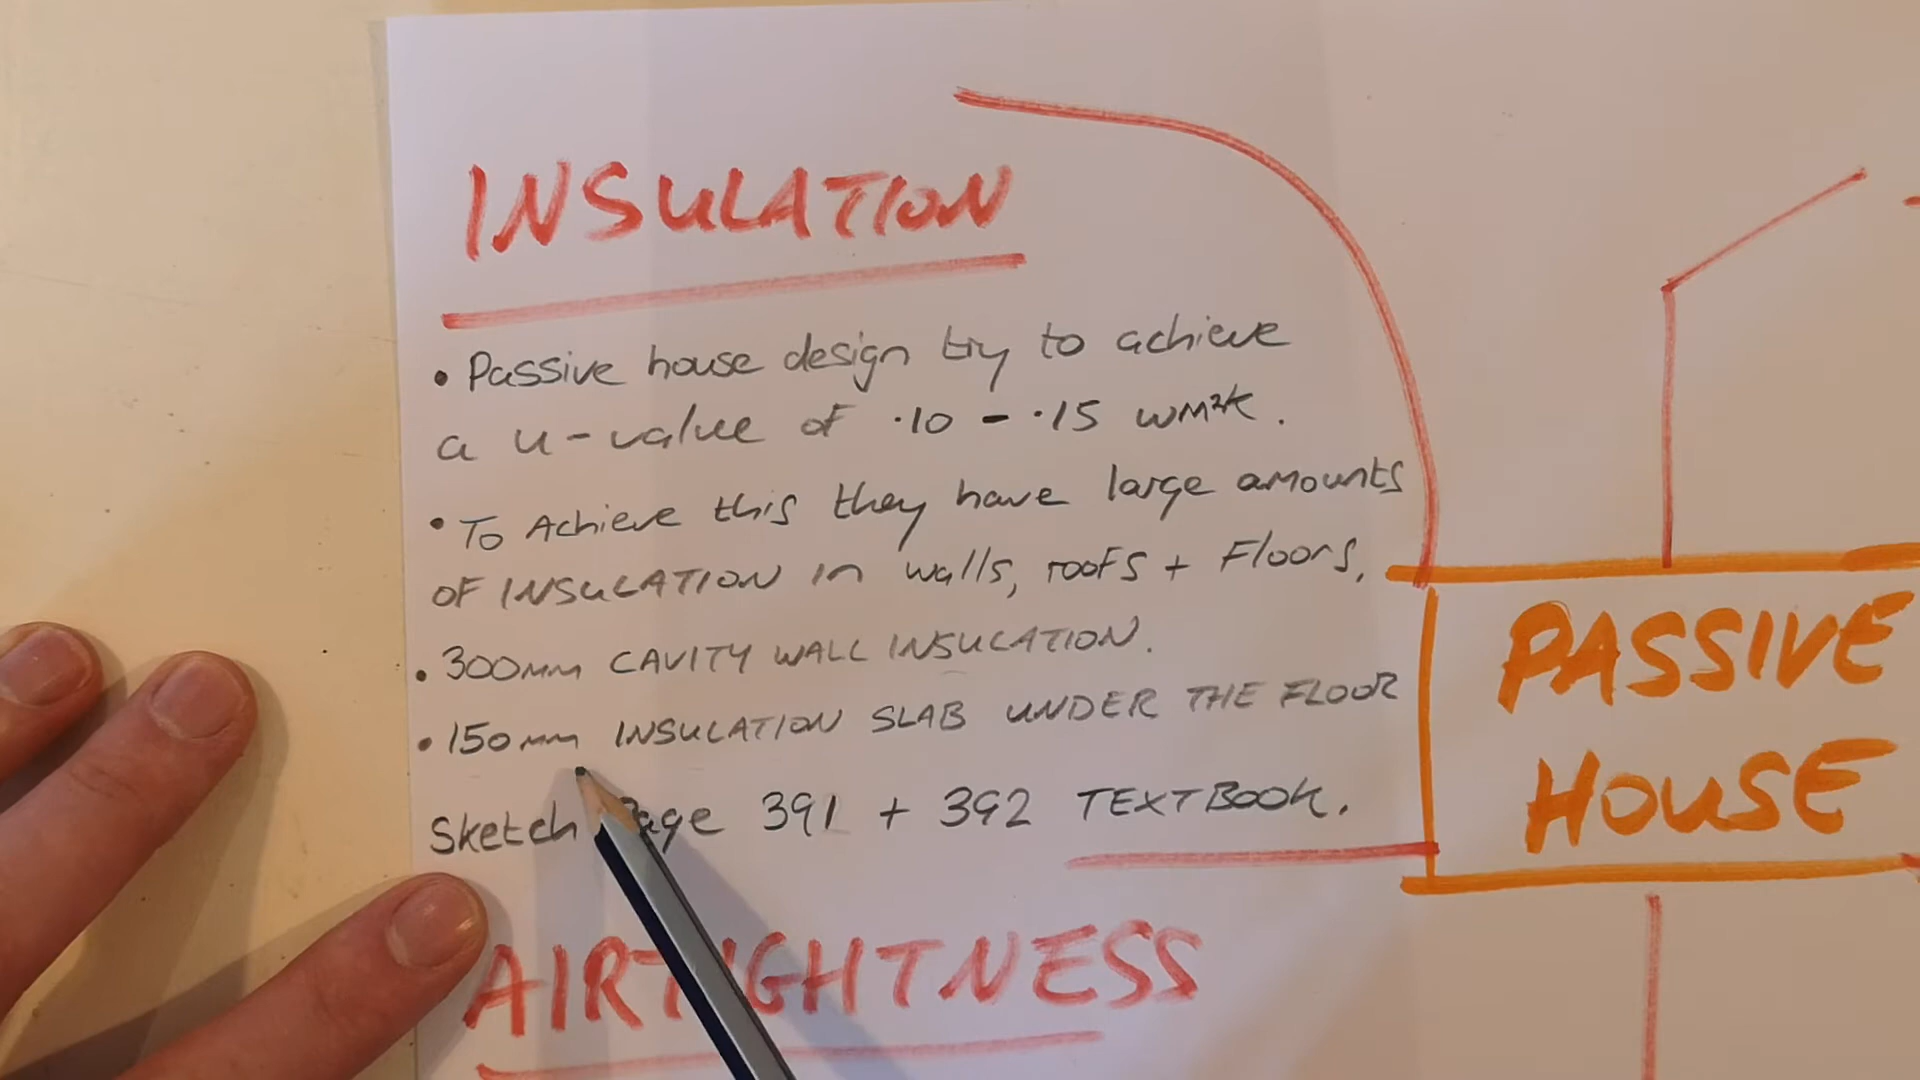 INSULATION
• Passive house design try to achieve
a u-value of .10 - .15 WM²K.
• To Achieve this they have large amounts
OF INSULATION in walls, roofs + Floors.
• 300mm CAVITY WALL INSULATION.
• 150mm INSULATION SLAB UNDER THE FLOOR
Sketch Page 391 + 392 TEXTBOOK.
AIRTIGHTNESS
PASSIVE
HOUSE